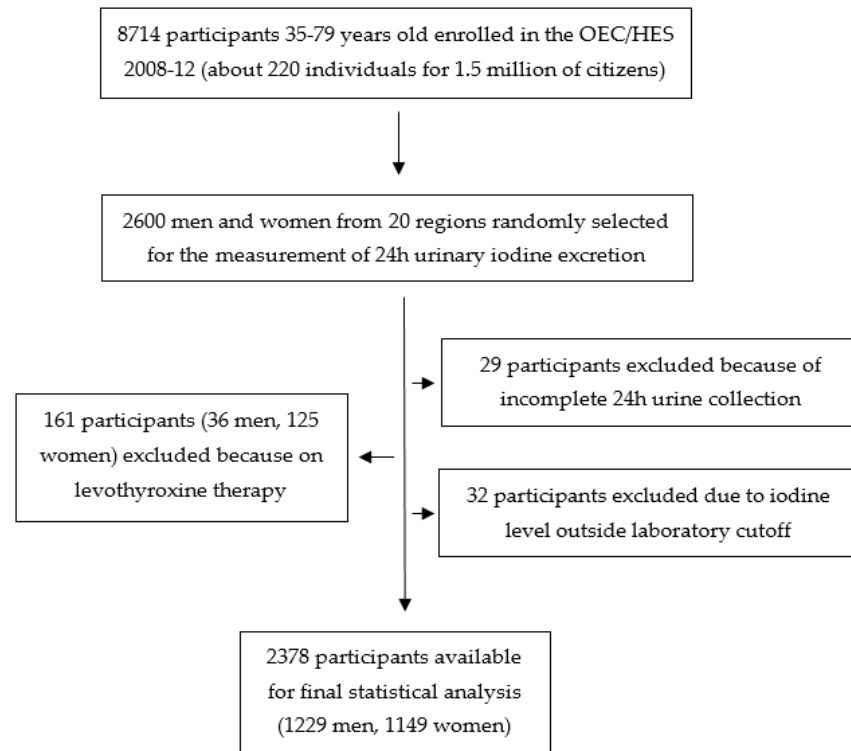 8714 participants 35-79 years old enrolled in the OEC/HES
2008-12 (about 220 individuals for 1.5 million of citizens)
2600 men and women from 20 regions randomly selected
for the measurement of 24h urinary iodine excretion
29 participants excluded because of
incomplete 24h urine collection
161 participants (36 men, 125
women) excluded because on
levothyroxine therapy
32 participants excluded due to iodine
level outside laboratory cutoff
2378 participants available
for final statistical analysis
(1229 men, 1149 women)